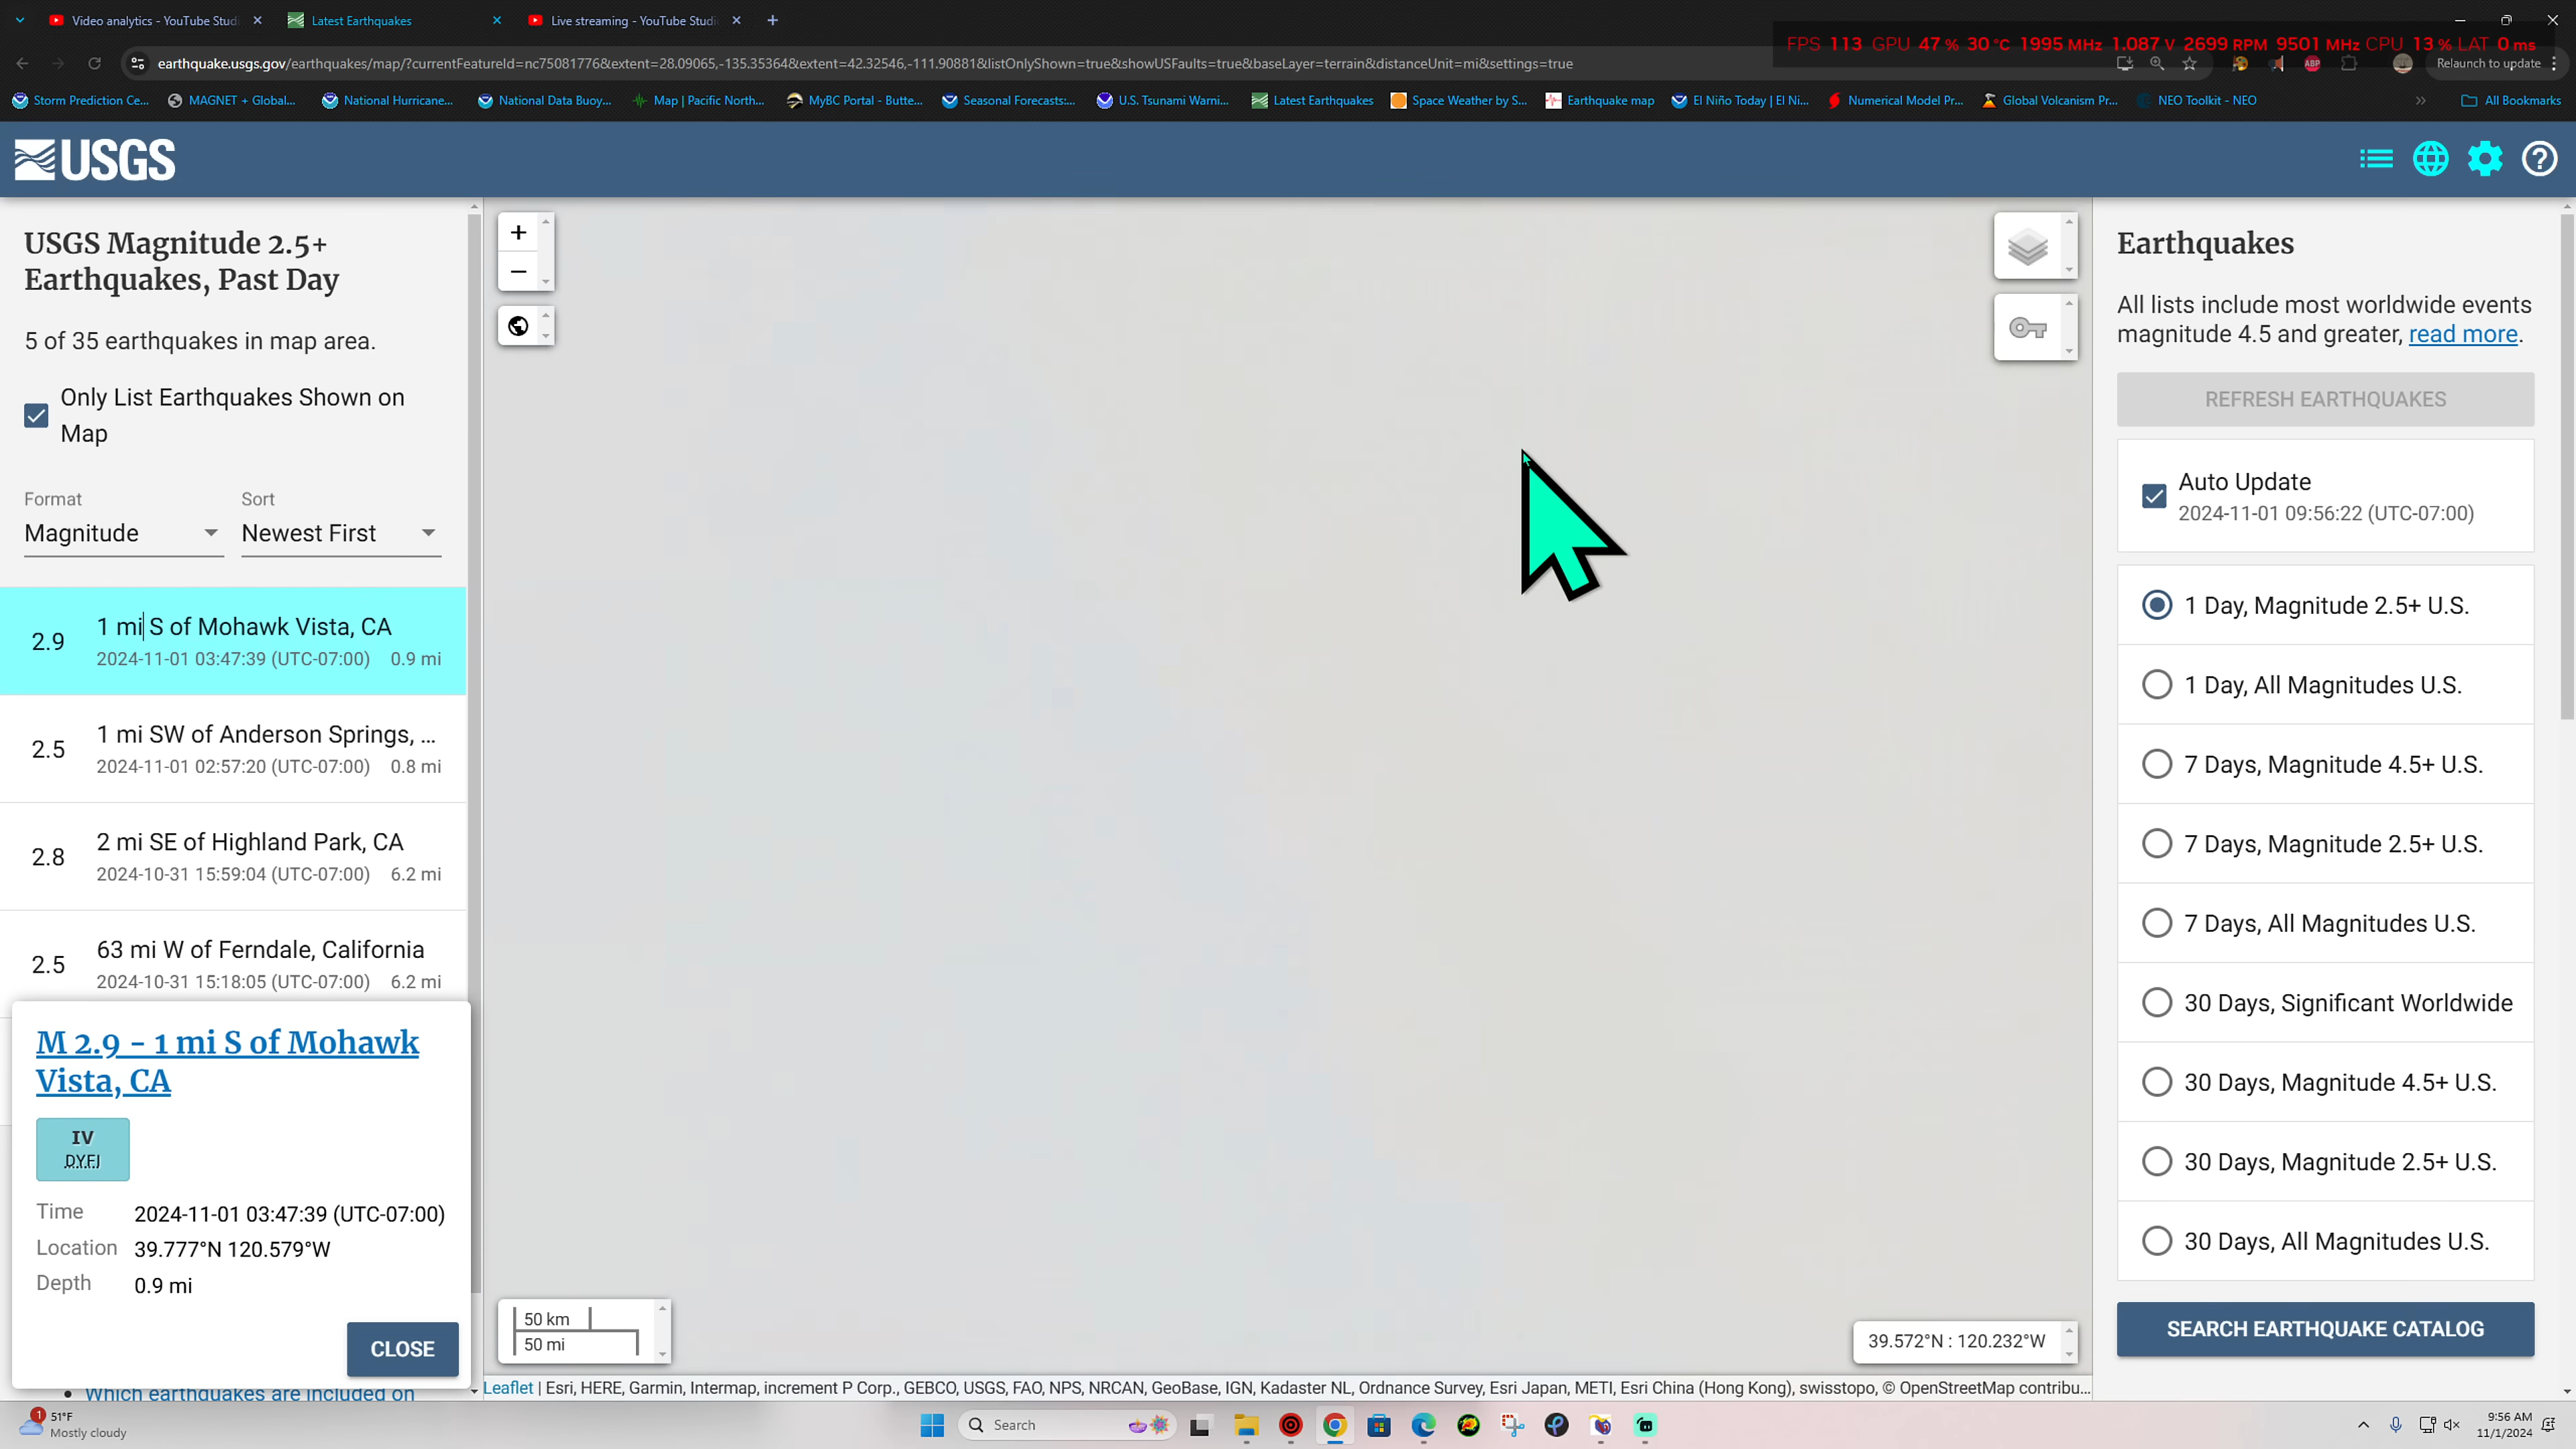 Video analytics - YouTube Studi
Latest Earthquakes
Live streaming - YouTube Studi
FPS 113 GPU 47 % 30 °C 1995 MHz 1.087 V 2699 RPM 9501 MHz CPU 13 % LAT 0 ms
earthquake.usgs.gov/earthquakes/map/?currentFeatureId=nc75081776&extent=28.09065,-135.35364&extent=42.32546,-111.90881&listOnlyShown=true&showUSFaults=true&baseLayer=terrain&distanceUnit=mi&settings=true
ABP
Relaunch to update
Storm Prediction Ce...
MAGNET + Global...
National Hurricane...
National Data Buoy...
Map | Pacific North...
MyBC Portal - Butte...
Seasonal Forecasts:...
U.S. Tsunami Warni...
Latest Earthquakes
Space Weather by S...
Earthquake map
El Niño Today | El Ni...
Numerical Model Pr...
Global Volcanism Pr...
NEO Toolkit - NEO
All Bookmarks
USGS
USGS Magnitude 2.5+
Earthquakes, Past Day
5 of 35 earthquakes in map area.
Only List Earthquakes Shown on
Map
Format
Magnitude
Sort
Newest First
2.9
1 mi S of Mohawk Vista, CA
2024-11-01 03:47:39 (UTC-07:00) 0.9 mi
2.5
1 mi SW of Anderson Springs, ...
2024-11-01 02:57:20 (UTC-07:00) 0.8 mi
2.8
2 mi SE of Highland Park, CA
2024-10-31 15:59:04 (UTC-07:00) 6.2 mi
2.5
63 mi W of Ferndale, California
2024-10-31 15:18:05 (UTC-07:00) 6.2 mi
M 2.9 - 1 mi S of Mohawk
Vista, CA
IV
DYFI
Time 2024-11-01 03:47:39 (UTC-07:00)
Location 39.777°N 120.579°W
Depth 0.9 mi
CLOSE
Which earthquakes are included on
+
−
50 km
50 mi
39.572°N : 120.232°W
Leaflet | Esri, HERE, Garmin, Intermap, increment P Corp., GEBCO, USGS, FAO, NPS, NRCAN, GeoBase, IGN, Kadaster NL, Ordnance Survey, Esri Japan, METI, Esri China (Hong Kong), swisstopo, © OpenStreetMap contribu...
Earthquakes
All lists include most worldwide events
magnitude 4.5 and greater, read more.
REFRESH EARTHQUAKES
Auto Update
2024-11-01 09:56:22 (UTC-07:00)
1 Day, Magnitude 2.5+ U.S.
1 Day, All Magnitudes U.S.
7 Days, Magnitude 4.5+ U.S.
7 Days, Magnitude 2.5+ U.S.
7 Days, All Magnitudes U.S.
30 Days, Significant Worldwide
30 Days, Magnitude 4.5+ U.S.
30 Days, Magnitude 2.5+ U.S.
30 Days, All Magnitudes U.S.
SEARCH EARTHQUAKE CATALOG
1
51°F
Mostly cloudy
Search
9:56 AM
11/1/2024